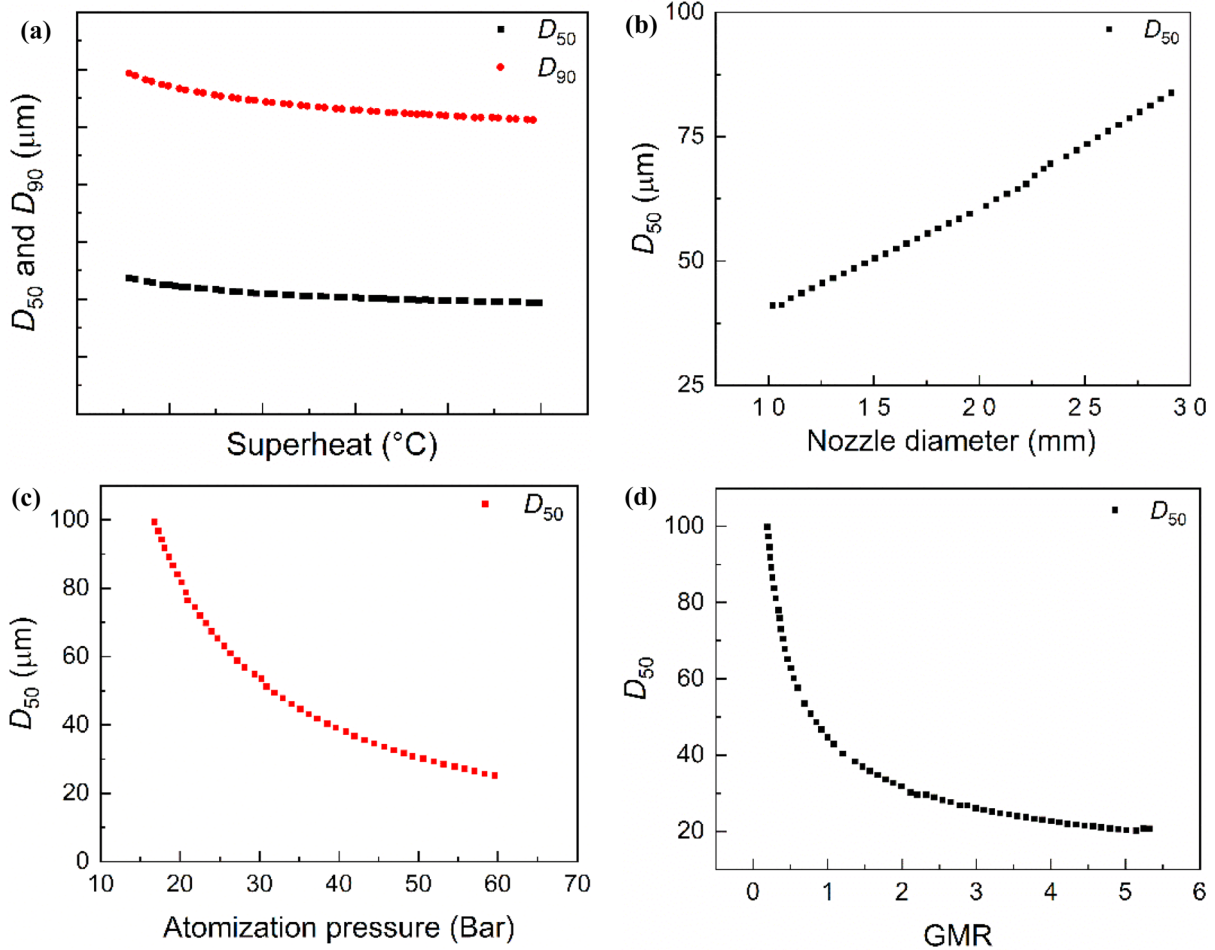 (a)
D50
D90
D50 and D90 (μm)
Superheat (°C)
(b)
D50
100
75
50
25
D50 (μm)
10 15 20 25 30
Nozzle diameter (mm)
(c)
D50
100
80
60
40
20
0
D50 (μm)
10 20 30 40 50 60 70
Atomization pressure (Bar)
(d)
D50
100
80
60
40
20
D50 (μm)
0 1 2 3 4 5 6
GMR